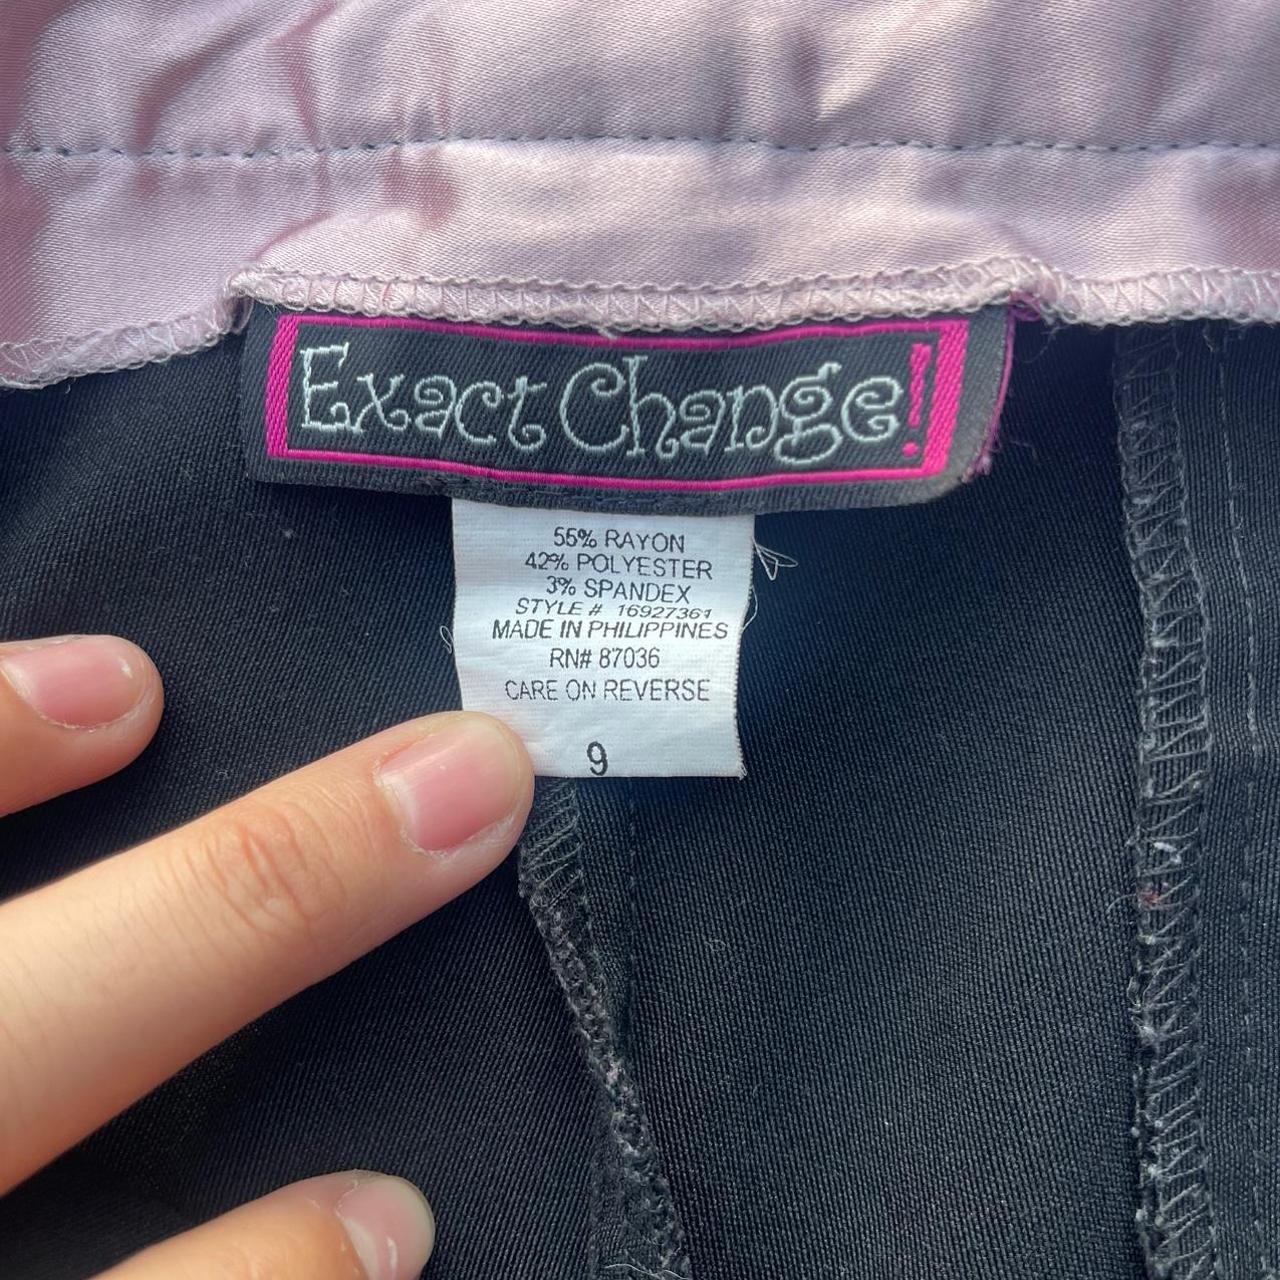 Exact Change!
55% RAYON
42% POLYESTER
3% SPANDEX
STYLE # 16927361
MADE IN PHILIPPINES
RN# 87036
CARE ON REVERSE
9